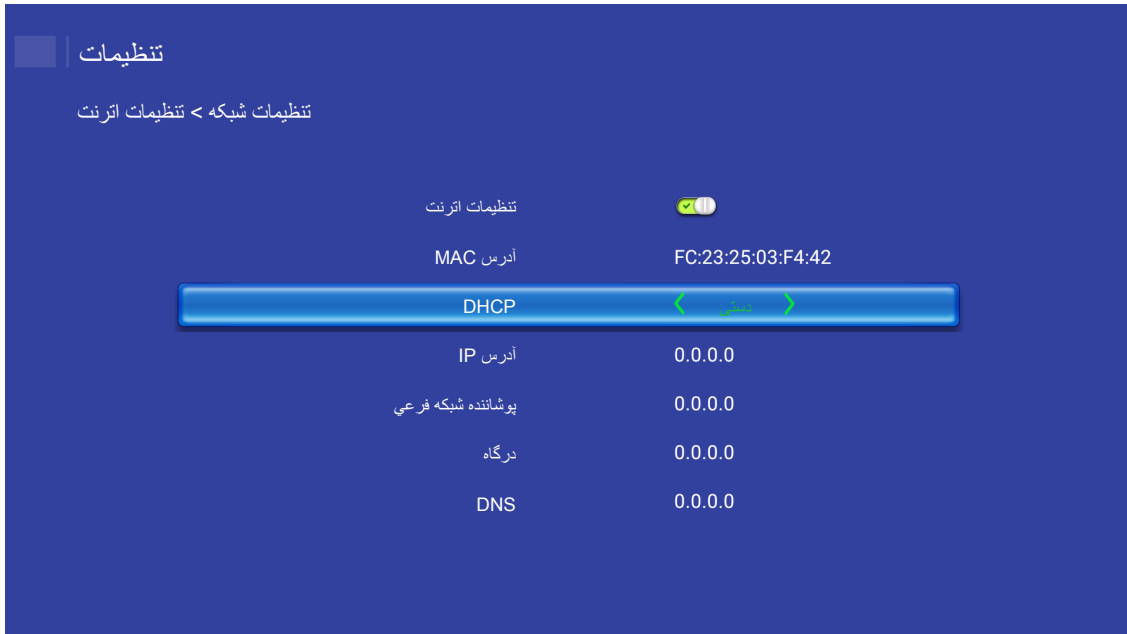 تنظیمات
تنظیمات شبکه > تنظیمات اترنت
تنظیمات اترنت
آدرس MAC
FC:23:25:03:F4:42
DHCP
دستی
آدرس IP
0.0.0.0
پوشاننده شبکه فرعي
0.0.0.0
درگاه
0.0.0.0
DNS
0.0.0.0